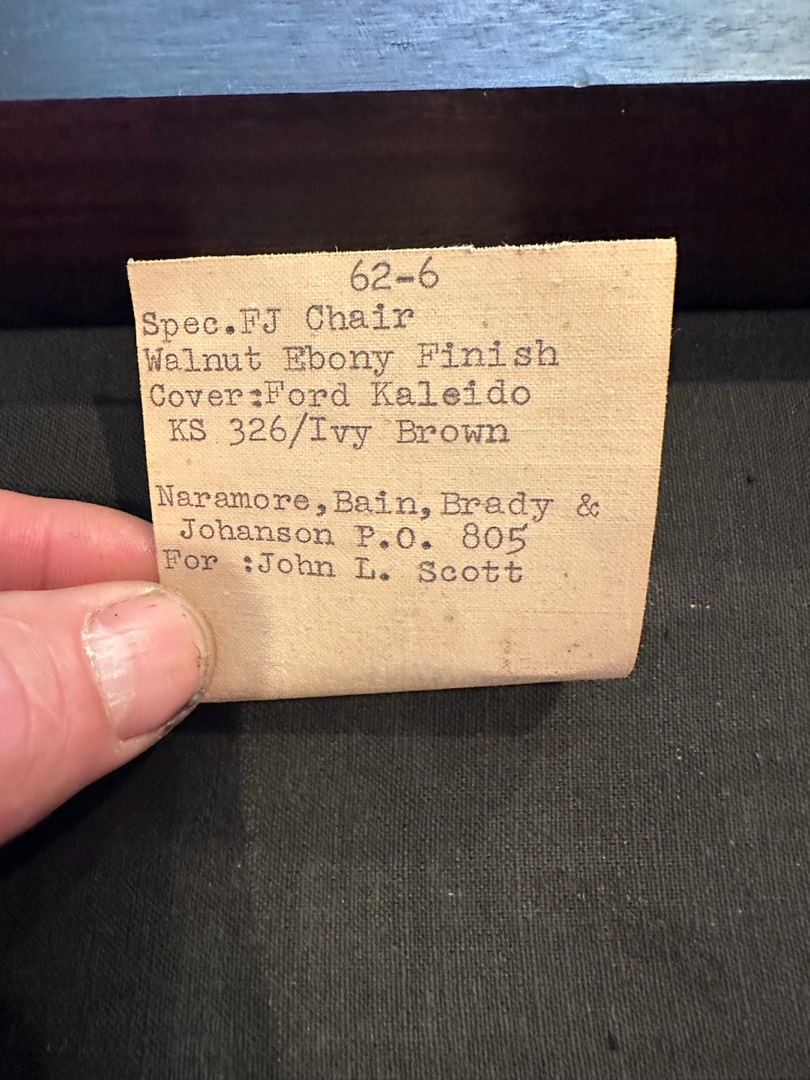 62-6
Spec.FJ Chair
Walnut Ebony Finish
Cover:Ford Kaleido
KS 326/Ivy Brown
Naramore,Bain,Brady &
Johanson P.O. 805
For :John L. Scott